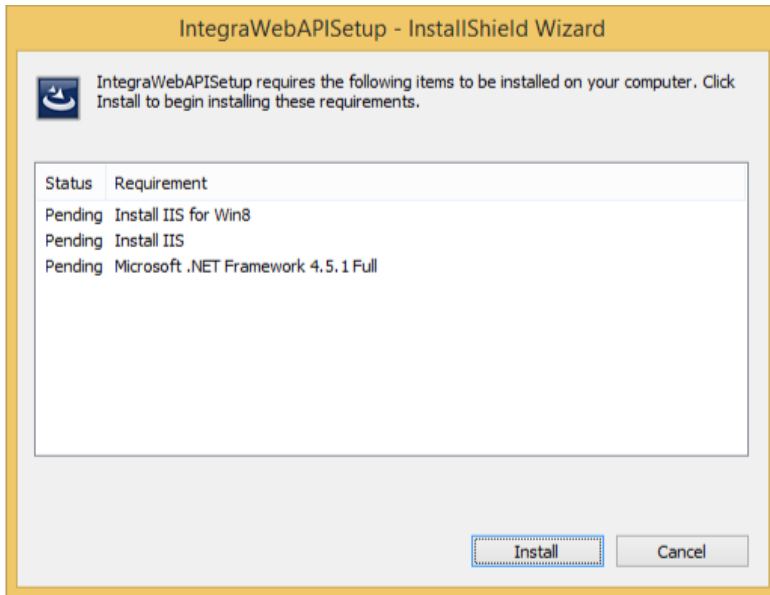 IntegraWebAPISetup - InstallShield Wizard
IntegraWebAPISetup requires the following items to be installed on your computer. Click
Install to begin installing these requirements.
Status Requirement
Pending Install IIS for Win8
Pending Install IIS
Pending Microsoft .NET Framework 4.5.1 Full
Install Cancel